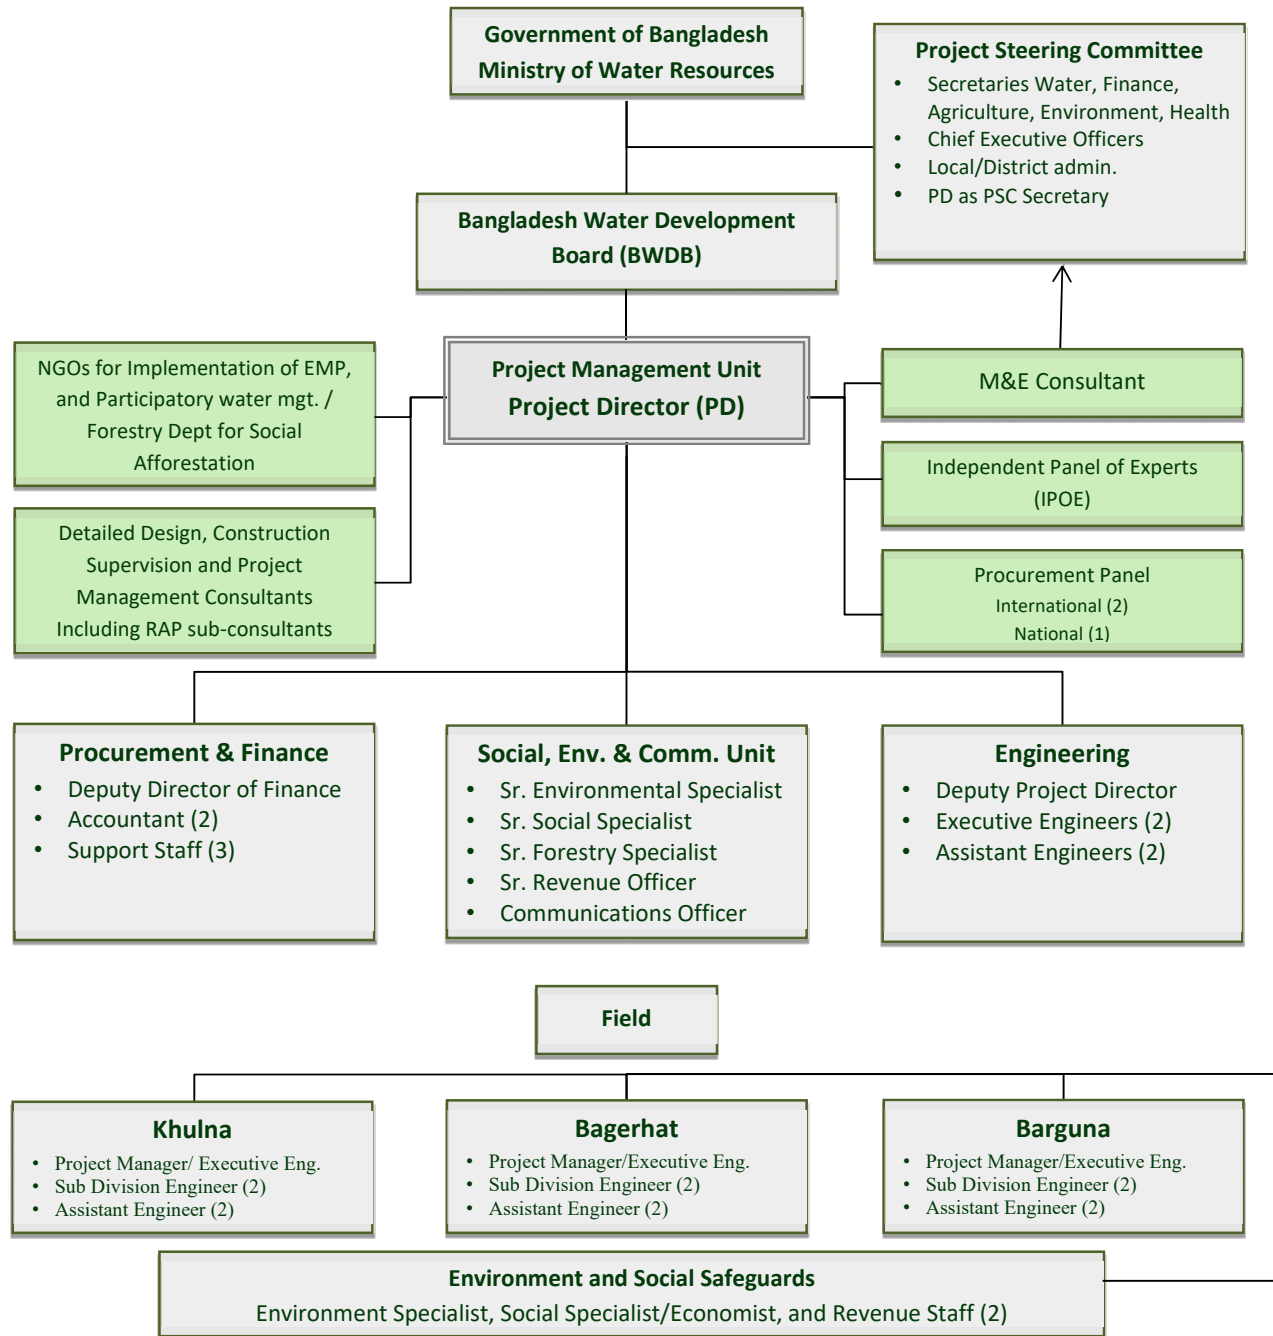 Government of Bangladesh
Ministry of Water Resources
Project Steering Committee
• Secretaries Water, Finance,
Agriculture, Environment, Health
• Chief Executive Officers
• Local/District admin.
• PD as PSC Secretary
Bangladesh Water Development
Board (BWDB)
NGOs for Implementation of EMP,
and Participatory water mgt. /
Forestry Dept for Social
Afforestation
Project Management Unit
Project Director (PD)
M&E Consultant
Independent Panel of Experts
(IPOE)
Detailed Design, Construction
Supervision and Project
Management Consultants
Including RAP sub-consultants
Procurement Panel
International (2)
National (1)
Procurement & Finance
• Deputy Director of Finance
• Accountant (2)
• Support Staff (3)
Social, Env. & Comm. Unit
• Sr. Environmental Specialist
• Sr. Social Specialist
• Sr. Forestry Specialist
• Sr. Revenue Officer
• Communications Officer
Engineering
• Deputy Project Director
• Executive Engineers (2)
• Assistant Engineers (2)
Field
Khulna
• Project Manager/ Executive Eng.
• Sub Division Engineer (2)
• Assistant Engineer (2)
Bagerhat
• Project Manager/Executive Eng.
• Sub Division Engineer (2)
• Assistant Engineer (2)
Barguna
• Project Manager/Executive Eng.
• Sub Division Engineer (2)
• Assistant Engineer (2)
Environment and Social Safeguards
Environment Specialist, Social Specialist/Economist, and Revenue Staff (2)